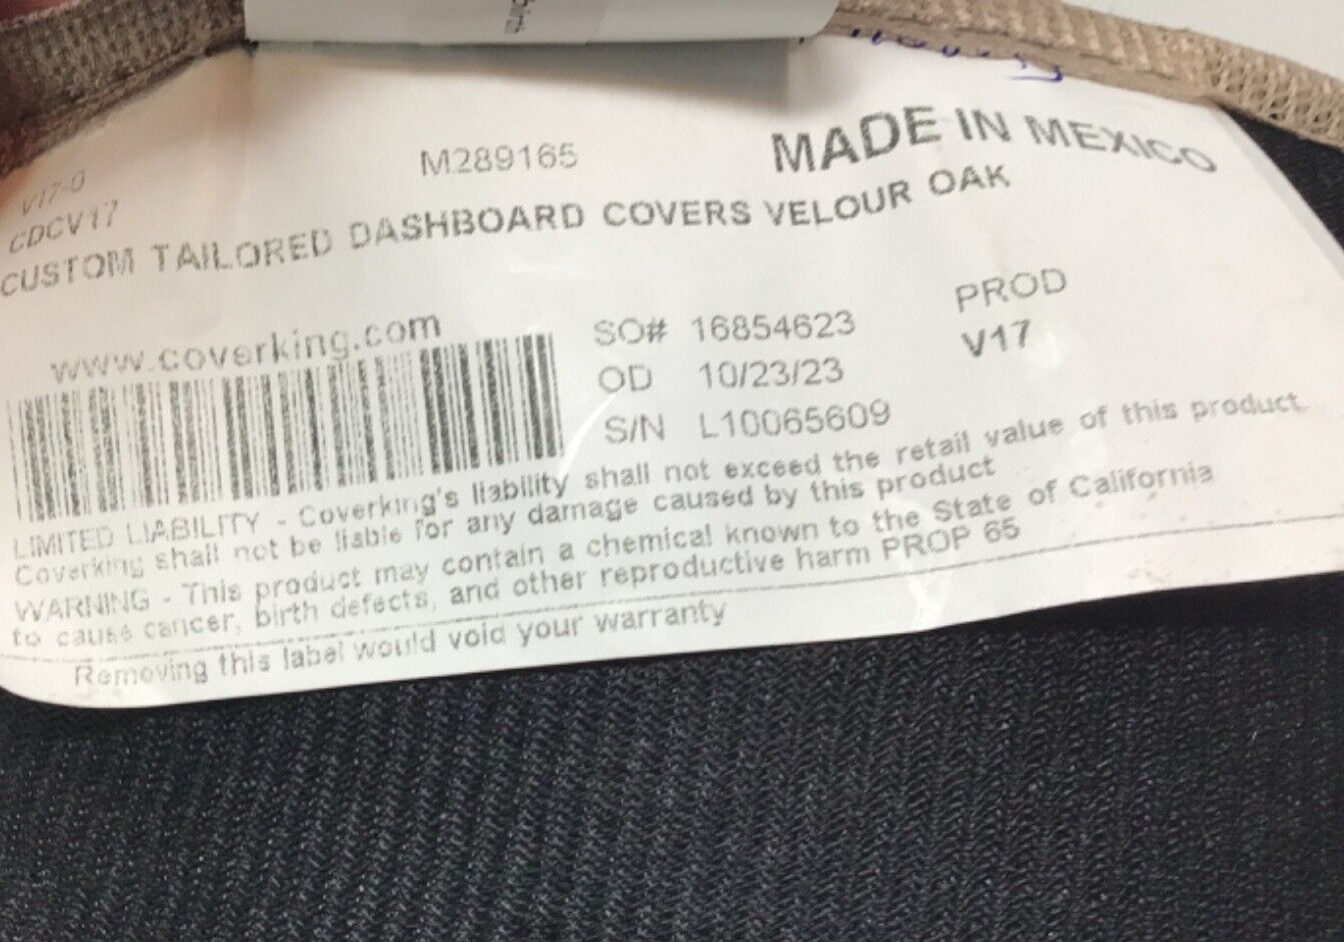 M289165
MADE IN MEXICO
V17-0
CDCV17
CUSTOM TAILORED DASHBOARD COVERS VELOUR OAK
www.coverking.com
SO# 16854623
PROD
OD 10/23/23
V17
S/N L10065609
LIMITED LIABILITY - Coverking's liability shall not exceed the retail value of this product.
Coverking shall not be liable for any damage caused by this product
WARNING - This product may contain a chemical known to the State of California
to cause cancer, birth defects, and other reproductive harm PROP 65
Removing this label would void your warranty